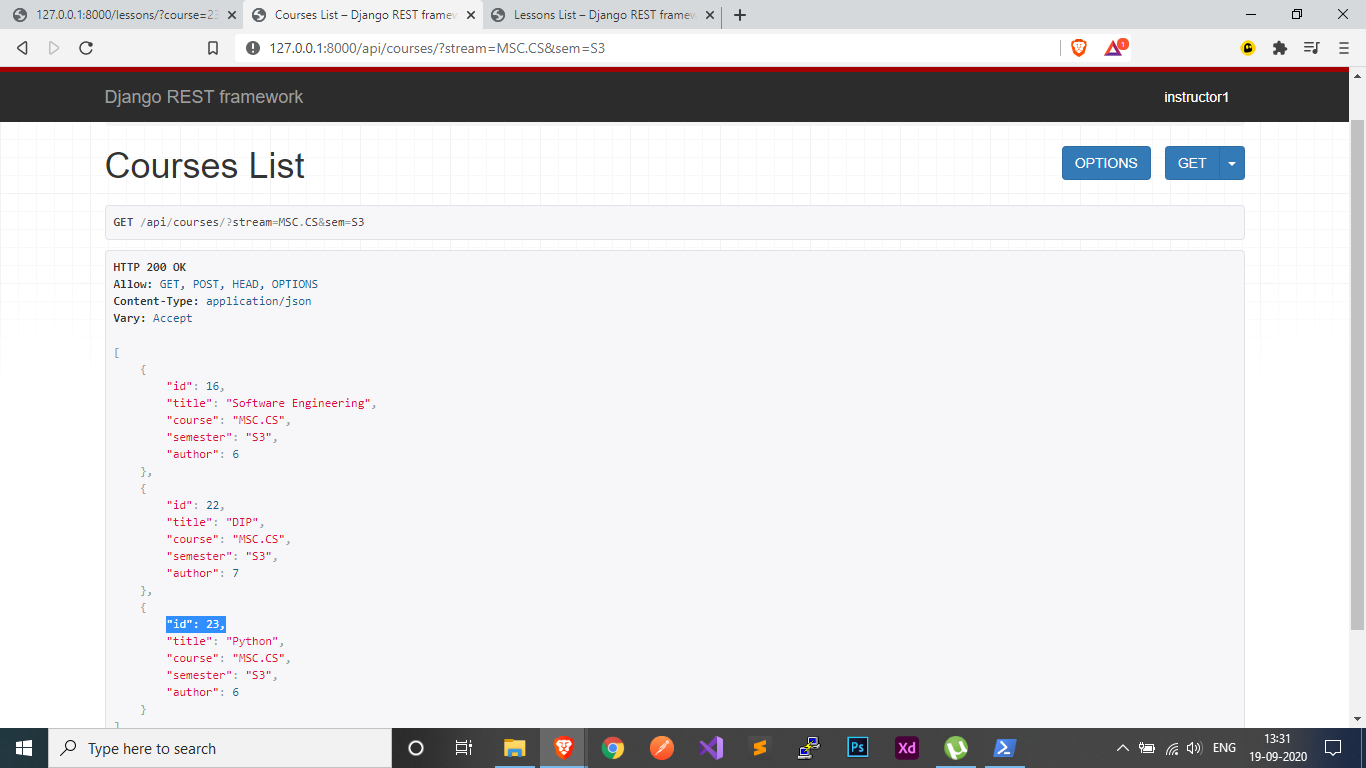 127.0.0.1:8000/lessons/?course=23
Courses List – Django REST framew
Lessons List – Django REST framew
127.0.0.1:8000/api/courses/?stream=MSC.CS&sem=S3
1
Django REST framework
instructor1
Courses List
OPTIONS
GET
GET /api/courses/?stream=MSC.CS&sem=S3
HTTP 200 OK
Allow: GET, POST, HEAD, OPTIONS
Content-Type: application/json
Vary: Accept
[
{
"id": 16,
"title": "Software Engineering",
"course": "MSC.CS",
"semester": "S3",
"author": 6
},
{
"id": 22,
"title": "DIP",
"course": "MSC.CS",
"semester": "S3",
"author": 7
},
{
"id": 23,
"title": "Python",
"course": "MSC.CS",
"semester": "S3",
"author": 6
}
]
Type here to search
Ps
Xd
ENG
13:31
19-09-2020